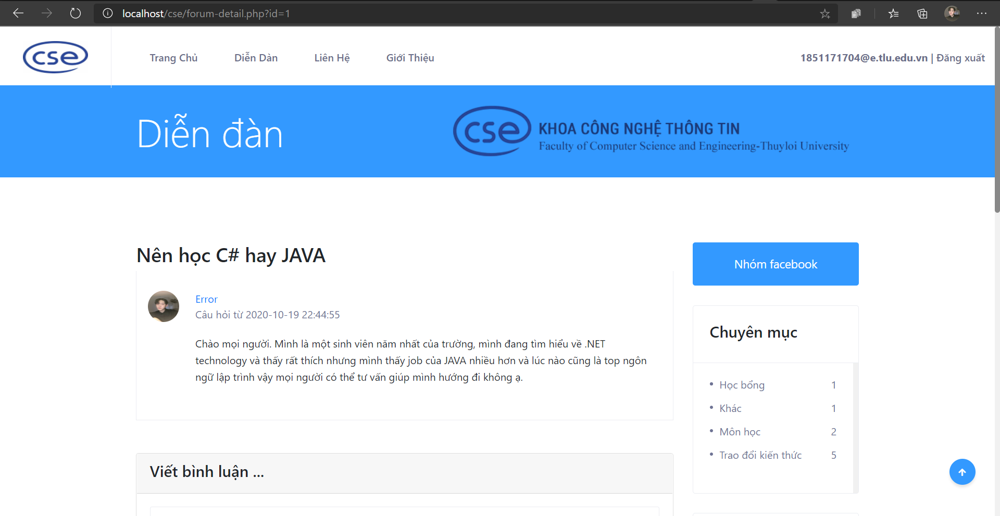 localhost/cse/forum-detail.php?id=1
cse
Trang Chủ
Diễn Dàn
Liên Hệ
Giới Thiệu
1851171704@e.tlu.edu.vn | Đăng xuất
Diễn đàn
cse
KHOA CÔNG NGHỆ THÔNG TIN
Faculty of Computer Science and Engineering-Thuyloi University
Nên học C# hay JAVA
Error
Câu hỏi từ 2020-10-19 22:44:55
Chào mọi người. Mình là một sinh viên năm nhất của trường, mình đang tìm hiểu về .NET
technology và thấy rất thích nhưng mình thấy job của JAVA nhiều hơn và lúc nào cũng là top ngôn
ngữ lập trình vậy mọi người có thể tư vấn giúp mình hướng đi không ạ.
Viết bình luận ...
Nhóm facebook
Chuyên mục
Học bổng 1
Khác 1
Môn học 2
Trao đổi kiến thức 5